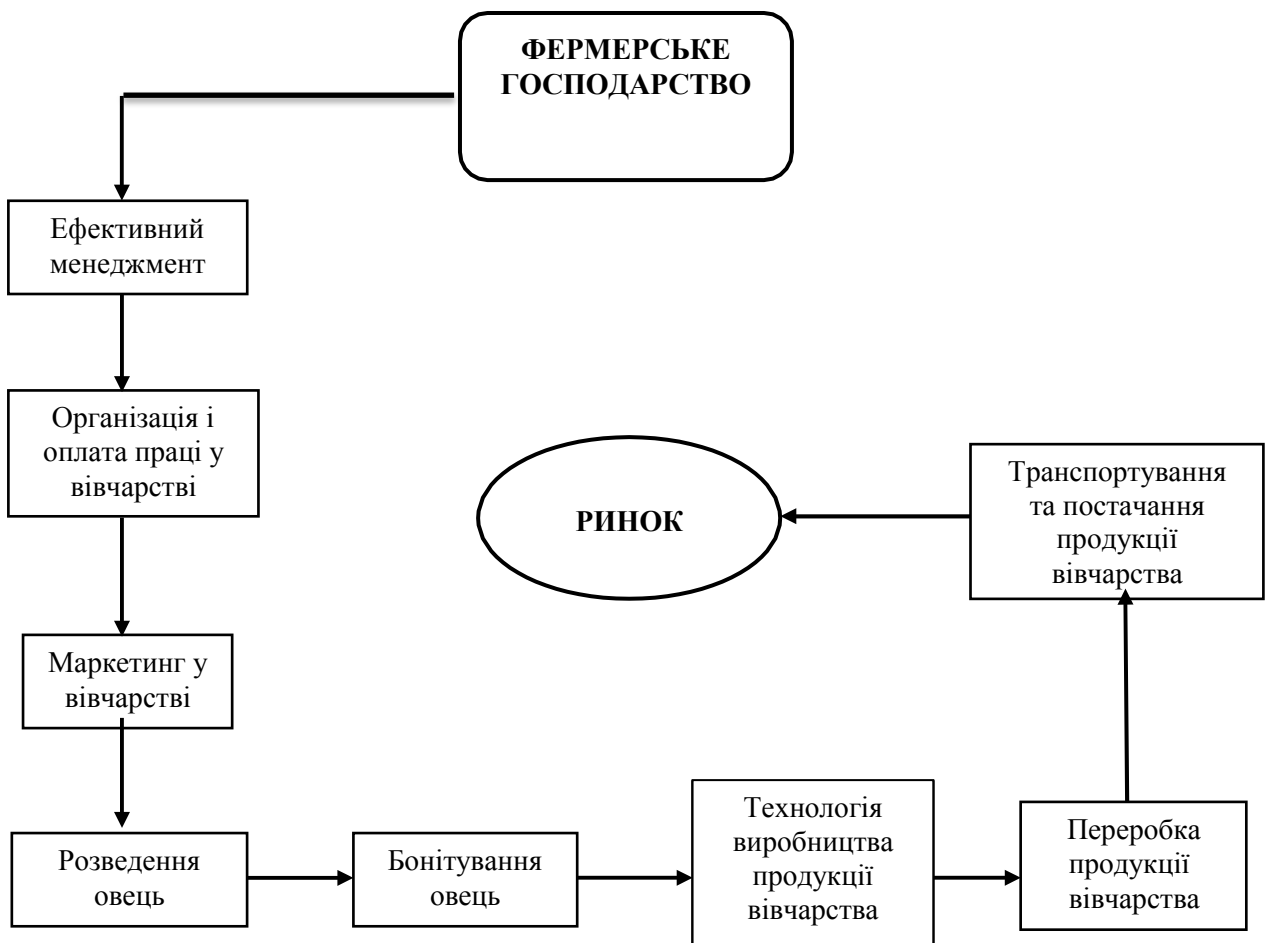 ФЕРМЕРСЬКЕ
ГОСПОДАРСТВО
Ефективний
менеджмент
Організація і
оплата праці у
вівчарстві
Маркетинг у
вівчарстві
Розведення
овець
Бонітування
овець
Технологія
виробництва
продукції
вівчарства
Переробка
продукції
вівчарства
Транспортування
та постачання
продукції
вівчарства
РИНОК